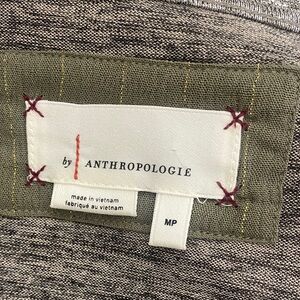 by ANTHROPOLOGIE
made in vietnam
fabriqué au vietnam
MP